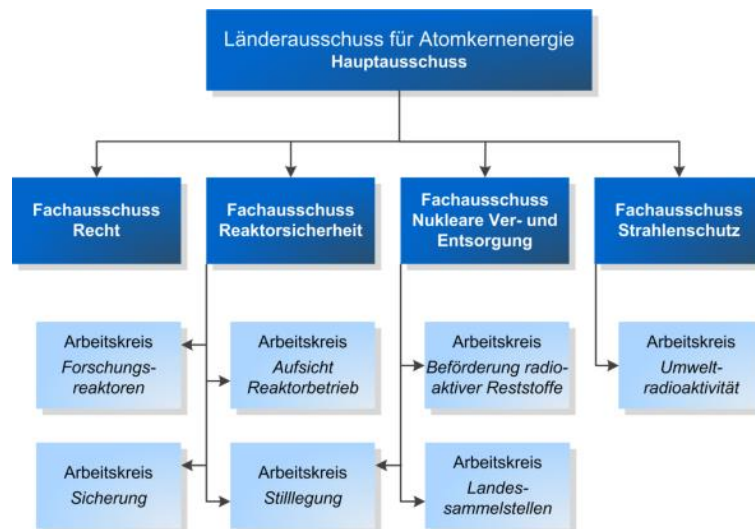 Länderausschuss für Atomkernenergie
Hauptausschuss
Fachausschuss
Recht
Fachausschuss
Reaktorsicherheit
Fachausschuss
Nukleare Ver- und
Entsorgung
Fachausschuss
Strahlenschutz
Arbeitskreis
Forschungs-
reaktoren
Arbeitskreis
Aufsicht
Reaktorbetrieb
Arbeitskreis
Beförderung radio-
aktiver Reststoffe
Arbeitskreis
Umwelt-
radioaktivität
Arbeitskreis
Sicherung
Arbeitskreis
Stilllegung
Arbeitskreis
Landes-
sammelstellen